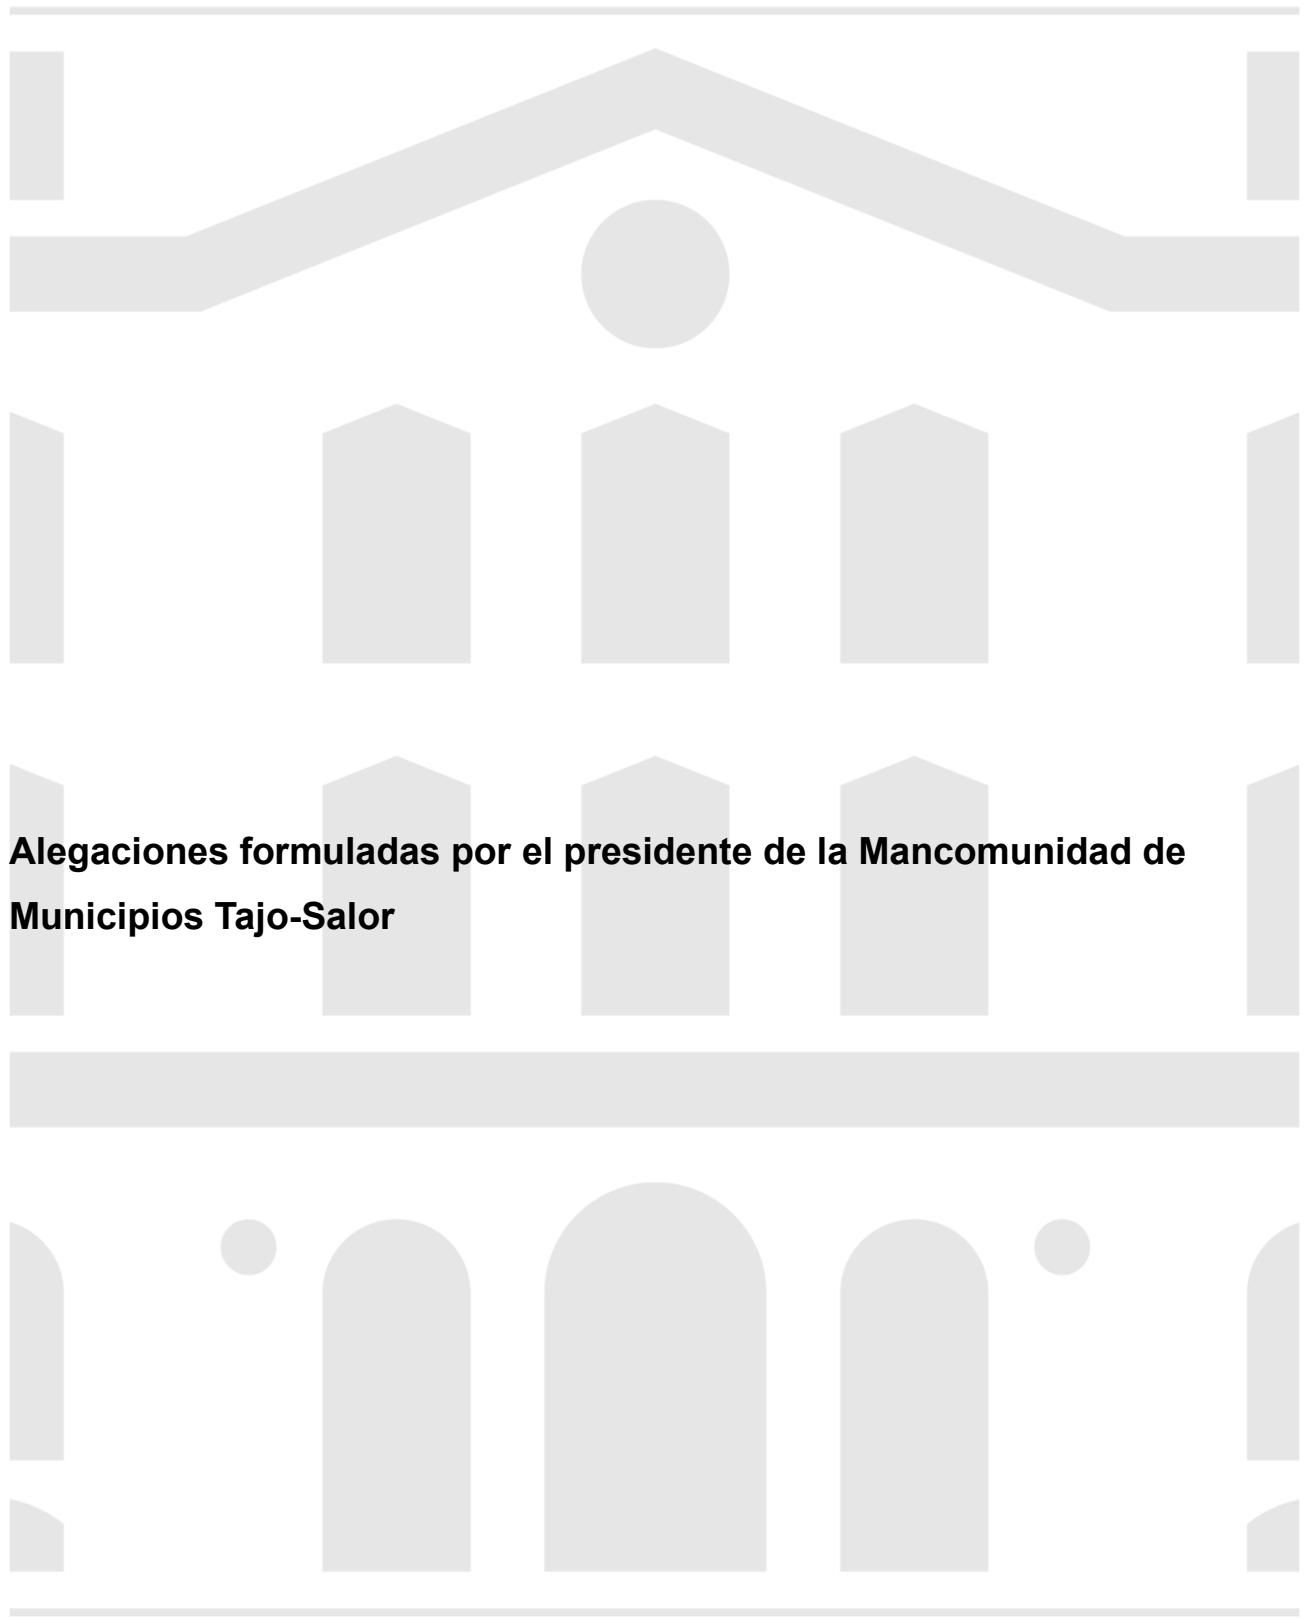 Alegaciones formuladas por el presidente de la Mancomunidad de
Municipios Tajo-Salor